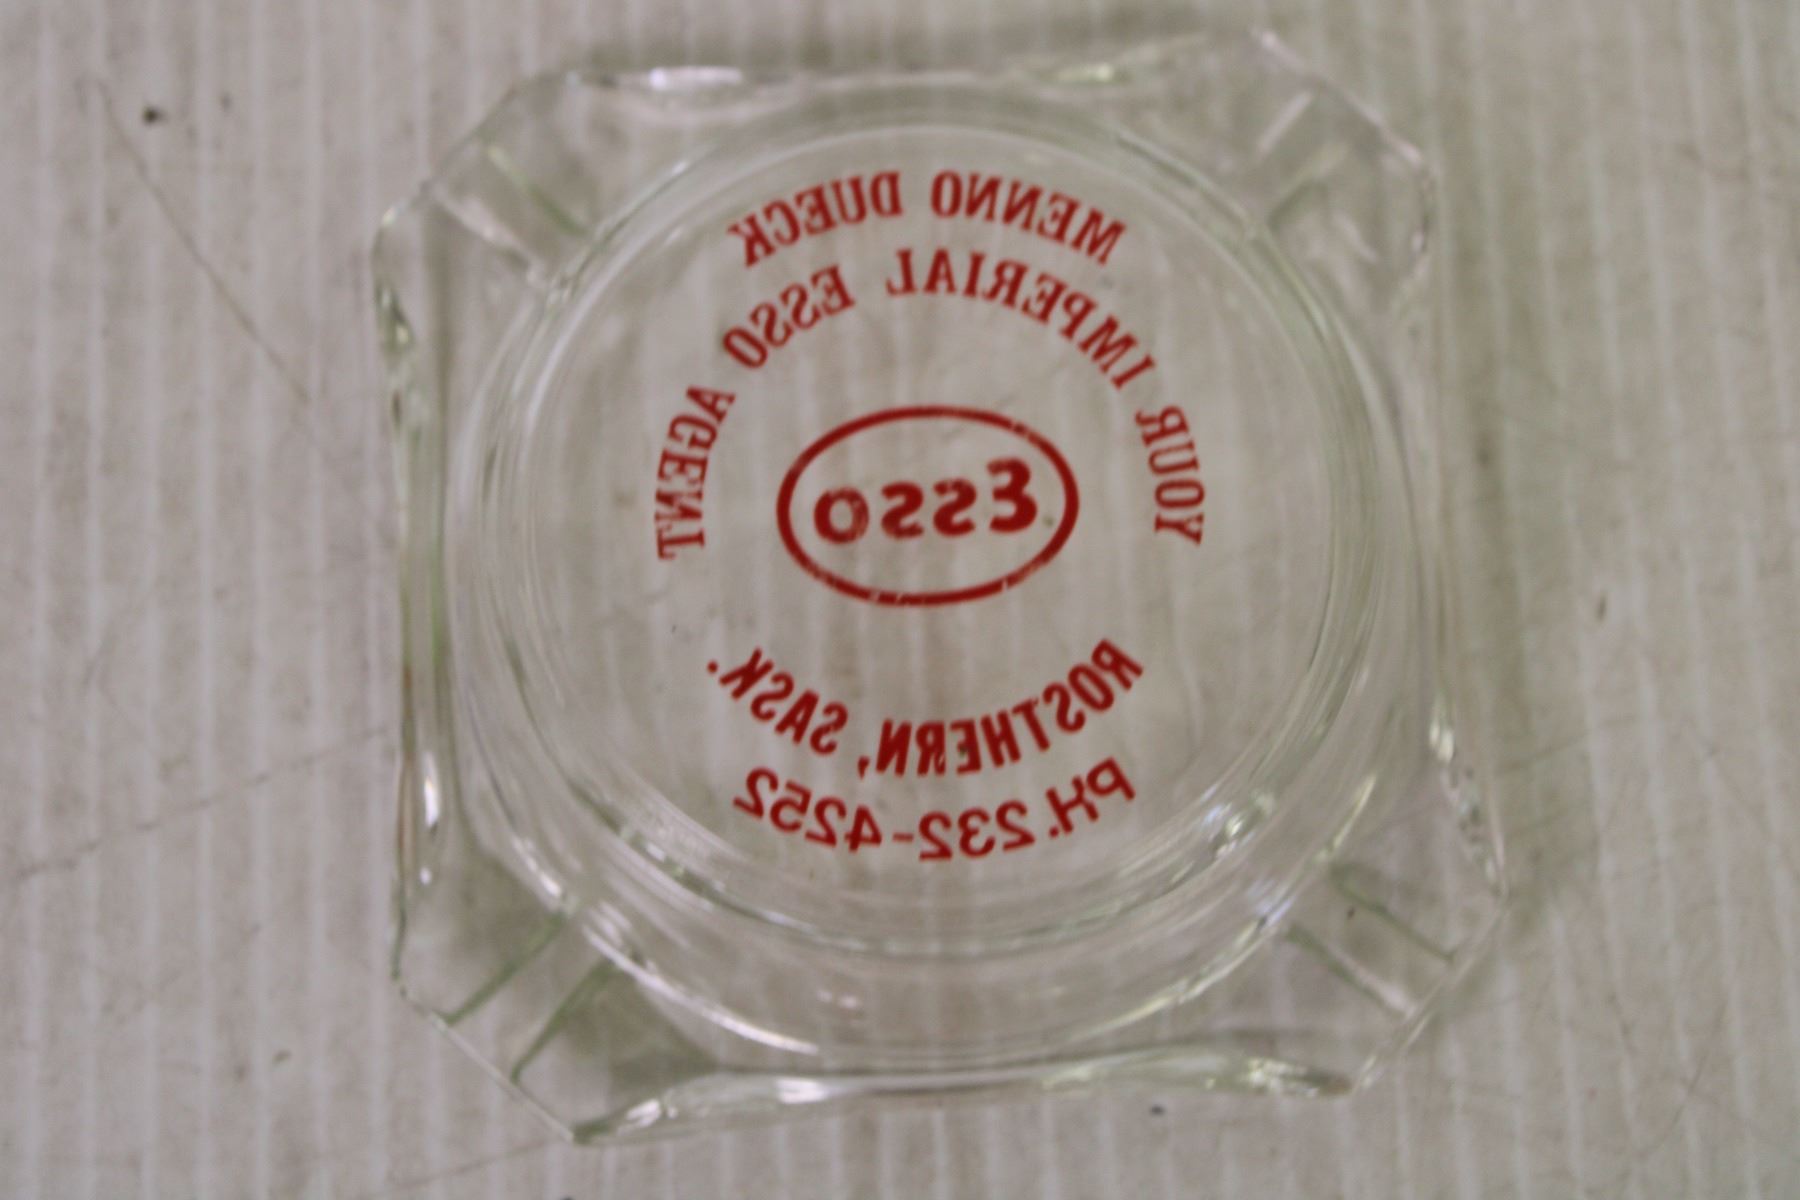 MENNO DUECK
YOUR IMPERIAL ESSO AGENT
Esso
ROSTHERN, SASK.
PH. 232-4252